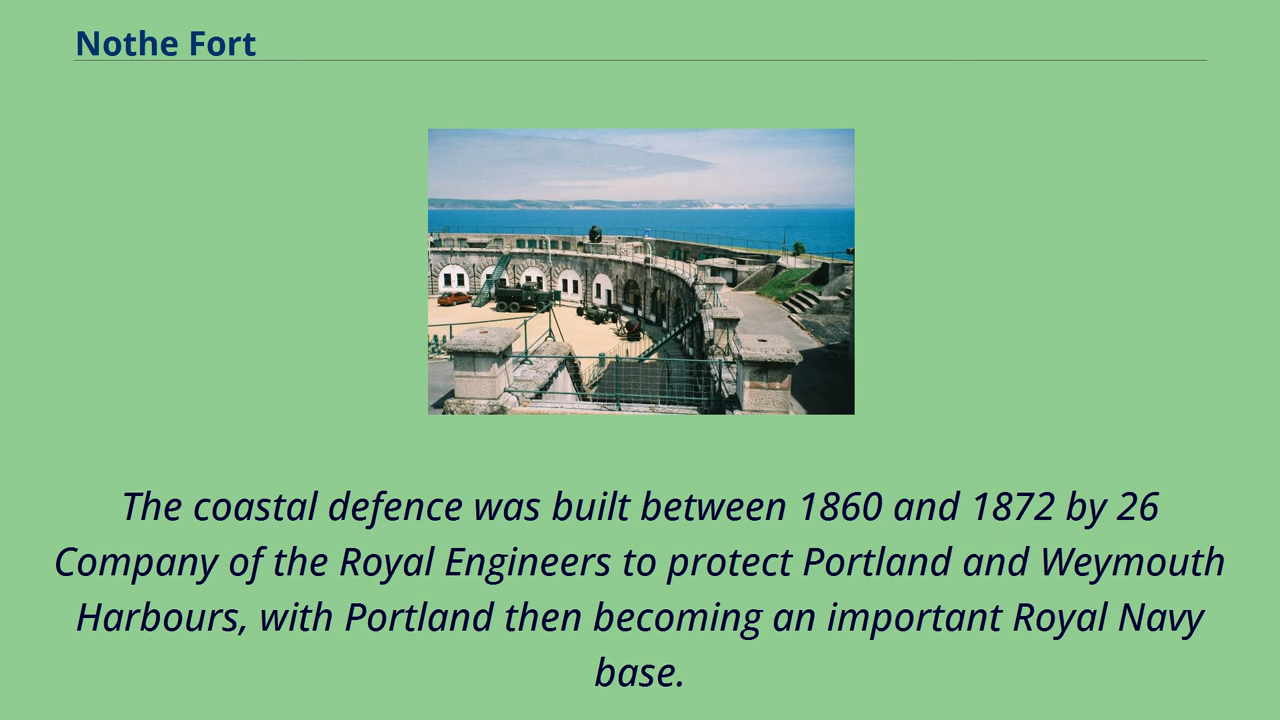 Nothe Fort
The coastal defence was built between 1860 and 1872 by 26
Company of the Royal Engineers to protect Portland and Weymouth
Harbours, with Portland then becoming an important Royal Navy
base.